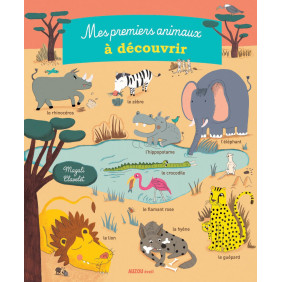 Mes premiers animaux
à découvrir
le rhinocéros
le zèbre
l'hippopotame
l'éléphant
le crocodile
Magali
Clavelet
le flamant rose
le lion
la hyène
le guépard
AUZOU éveil